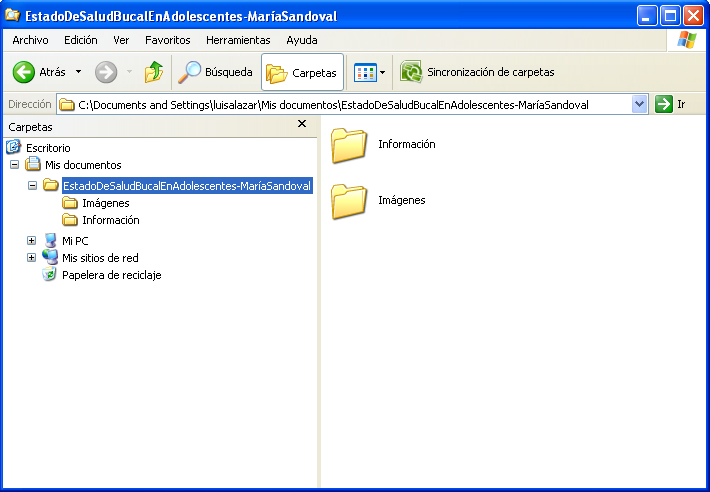 EstadoDeSaludBucalEnAdolescentes-MaríaSandoval
Archivo Edición Ver Favoritos Herramientas Ayuda
Atrás Búsqueda Carpetas Sincronización de carpetas
Dirección C:\Documents and Settings\luisalazar\Mis documentos\EstadoDeSaludBucalEnAdolescentes-MaríaSandoval Ir
Carpetas
Escritorio
Mis documentos
EstadoDeSaludBucalEnAdolescentes-MaríaSandoval
Imágenes
Información
Mi PC
Mis sitios de red
Papelera de reciclaje
Información
Imágenes